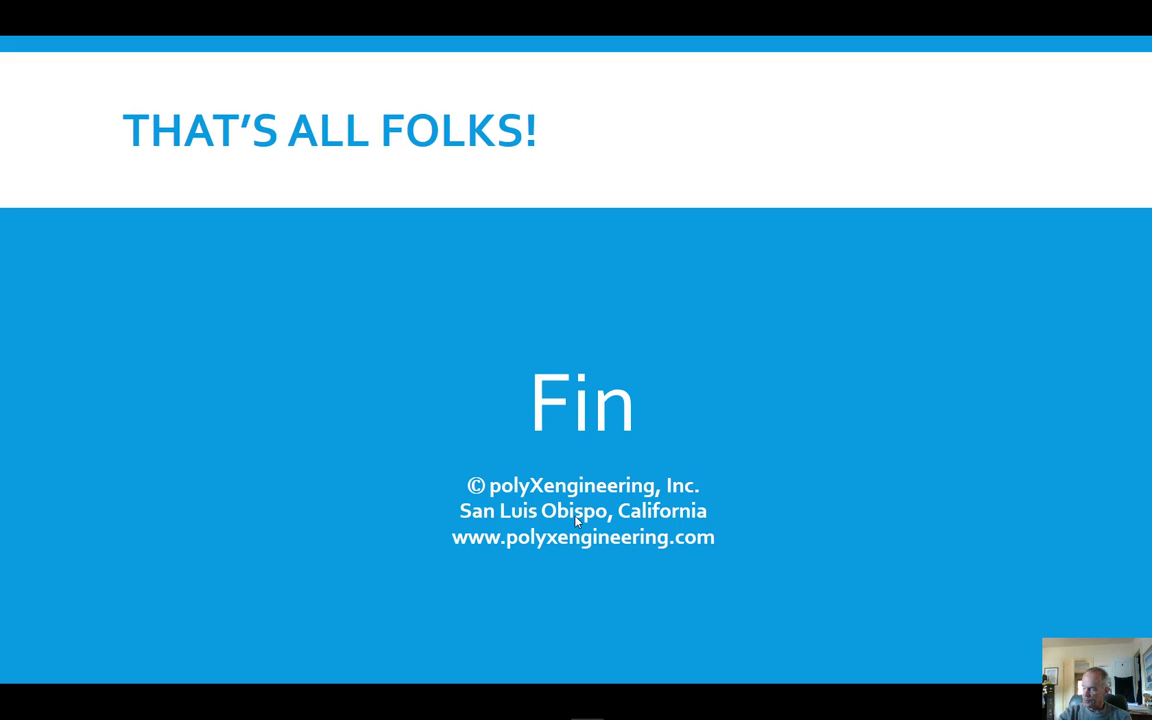 THAT’S ALL FOLKS!
Fin
© polyXengineering, Inc.
San Luis Obispo, California
www.polyxengineering.com